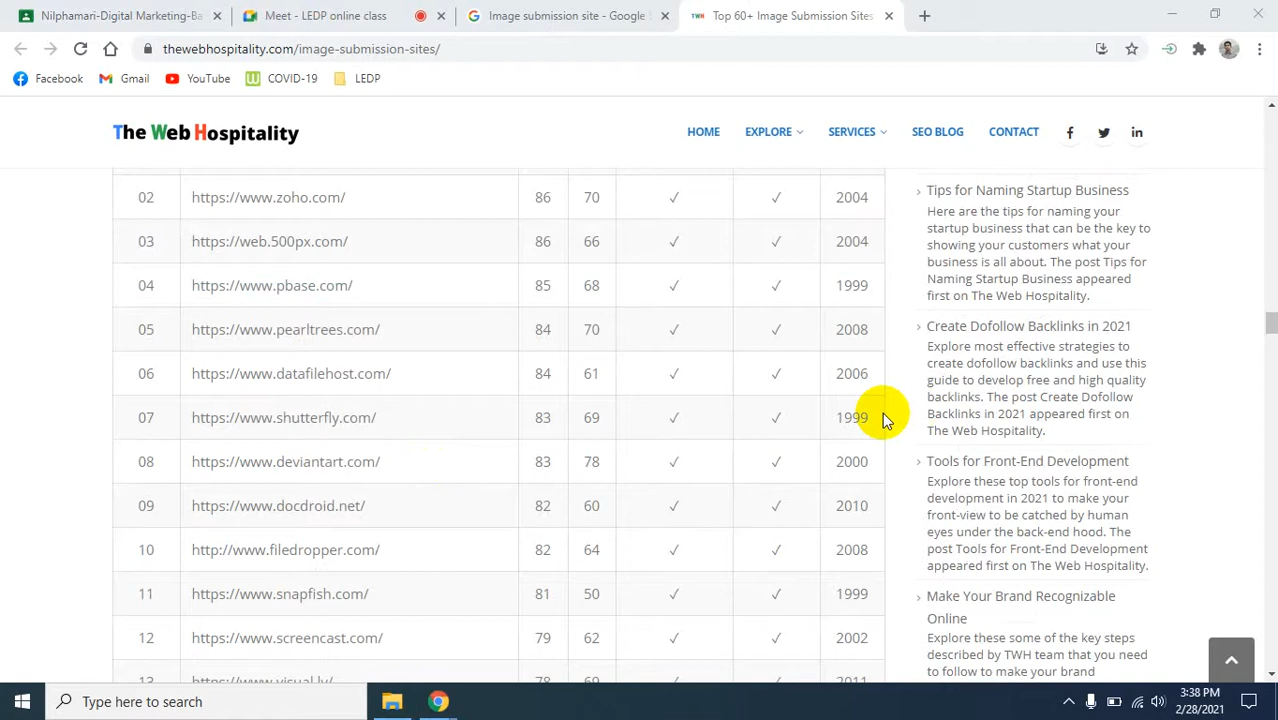 Nilphamari-Digital Marketing-Ba
Meet - LEDP online class
Image submission site - Google S
Top 60+ Image Submission Sites
thewebhospitality.com/image-submission-sites/
Facebook
Gmail
YouTube
COVID-19
LEDP
The Web Hospitality
HOME
EXPLORE
SERVICES
SEO BLOG
CONTACT
02 https://www.zoho.com/ 86 70 ✓ ✓ 2004
03 https://web.500px.com/ 86 66 ✓ ✓ 2004
04 https://www.pbase.com/ 85 68 ✓ ✓ 1999
05 https://www.pearltrees.com/ 84 70 ✓ ✓ 2008
06 https://www.datafilehost.com/ 84 61 ✓ ✓ 2006
07 https://www.shutterfly.com/ 83 69 ✓ ✓ 1999
08 https://www.deviantart.com/ 83 78 ✓ ✓ 2000
09 https://www.docdroid.net/ 82 60 ✓ ✓ 2010
10 http://www.filedropper.com/ 82 64 ✓ ✓ 2008
11 https://www.snapfish.com/ 81 50 ✓ ✓ 1999
12 https://www.screencast.com/ 79 62 ✓ ✓ 2002
13 https://www.visual.ly/ 78 69 ✓ ✓ 2011
Tips for Naming Startup Business
Here are the tips for naming your
startup business that can be the key to
showing your customers what your
business is all about. The post Tips for
Naming Startup Business appeared
first on The Web Hospitality.
Create Dofollow Backlinks in 2021
Explore most effective strategies to
create dofollow backlinks and use this
guide to develop free and high quality
backlinks. The post Create Dofollow
Backlinks in 2021 appeared first on
The Web Hospitality.
Tools for Front-End Development
Explore these top tools for front-end
development in 2021 to make your
front-view to be catched by human
eyes under the back-end hood. The
post Tools for Front-End Development
appeared first on The Web Hospitality.
Make Your Brand Recognizable
Online
Explore these some of the key steps
described by TWH team that you need
to follow to make your brand
Type here to search
3:38 PM
2/28/2021